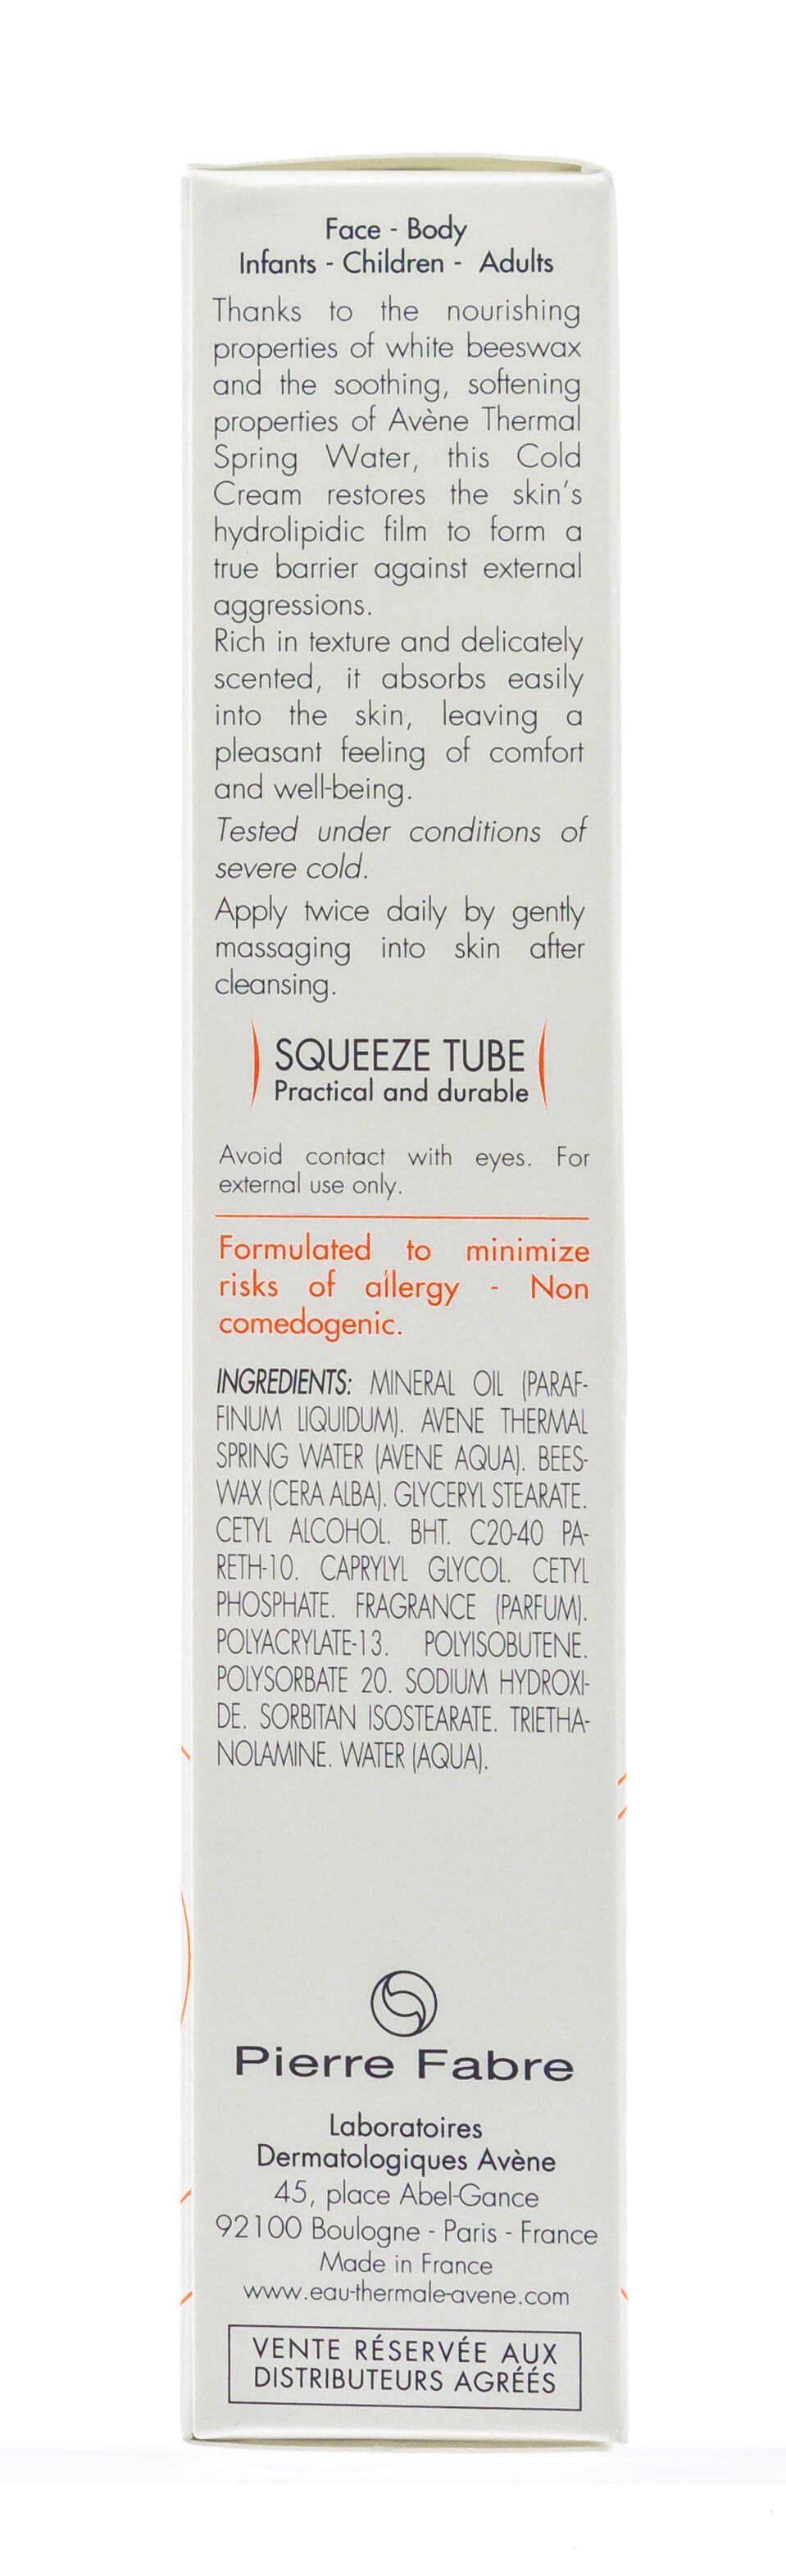 Face - Body
Infants - Children - Adults
Thanks to the nourishing
properties of white beeswax
and the soothing, softening
properties of Avène Thermal
Spring Water, this Cold
Cream restores the skin's
hydrolipidic film to form a
true barrier against external
aggressions.
Rich in texture and delicately
scented, it absorbs easily
into the skin, leaving a
pleasant feeling of comfort
and well-being.
Tested under conditions of
severe cold.
Apply twice daily by gently
massaging into skin after
cleansing.
SQUEEZE TUBE
Practical and durable
Avoid contact with eyes. For
external use only.
Formulated to minimize
risks of allergy - Non
comedogenic.
INGREDIENTS: MINERAL OIL (PARAF-
FINUM LIQUIDUM). AVENE THERMAL
SPRING WATER (AVENE AQUA). BEES-
WAX (CERA ALBA). GLYCERYL STEARATE.
CETYL ALCOHOL. BHT. C20-40 PA-
RETH-10. CAPRYLYL GLYCOL. CETYL
PHOSPHATE. FRAGRANCE (PARFUM).
POLYACRYLATE-13. POLYISOBUTENE.
POLYSORBATE 20. SODIUM HYDROXI-
DE. SORBITAN ISOSTEARATE. TRIETHA-
NOLAMINE. WATER (AQUA).
Pierre Fabre
Laboratoires
Dermatologiques Avène
45, place Abel-Gance
92100 Boulogne - Paris - France
Made in France
www.eau-thermale-avene.com
VENTE RÉSERVÉE AUX
DISTRIBUTEURS AGRÉÉS